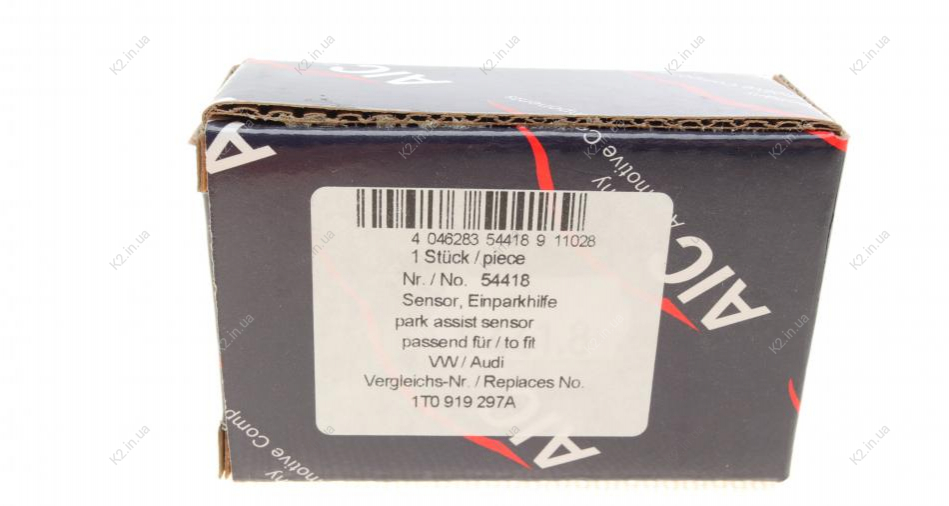 AIC
4 046283 54418 9 11028
1 Stück / piece
Nr. / No. 54418
Sensor, Einparkhilfe
park assist sensor
passend für / to fit
VW / Audi
Vergleichs-Nr. / Replaces No.
1T0 919 297A
AIC
AIC
K2.in.ua